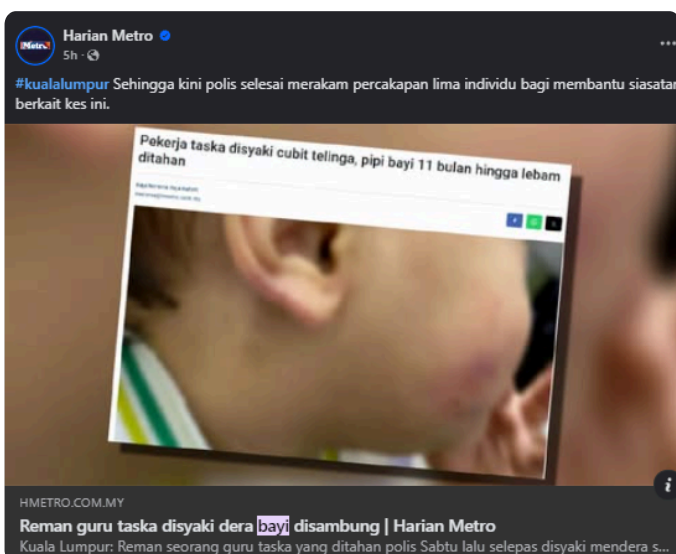 Harian Metro
5h
#kualalumpur Sehingga kini polis selesai merakam percakapan lima individu bagi membantu siasatan
berkait kes ini.
Metro
Pekerja taska disyaki cubit telinga, pipi bayi 11 bulan hingga lebam
ditahan
HMETRO.COM.MY
Reman guru taska disyaki dera bayi disambung | Harian Metro
Kuala Lumpur: Reman seorang guru taska yang ditahan polis Sabtu lalu selepas disyaki mendera s...